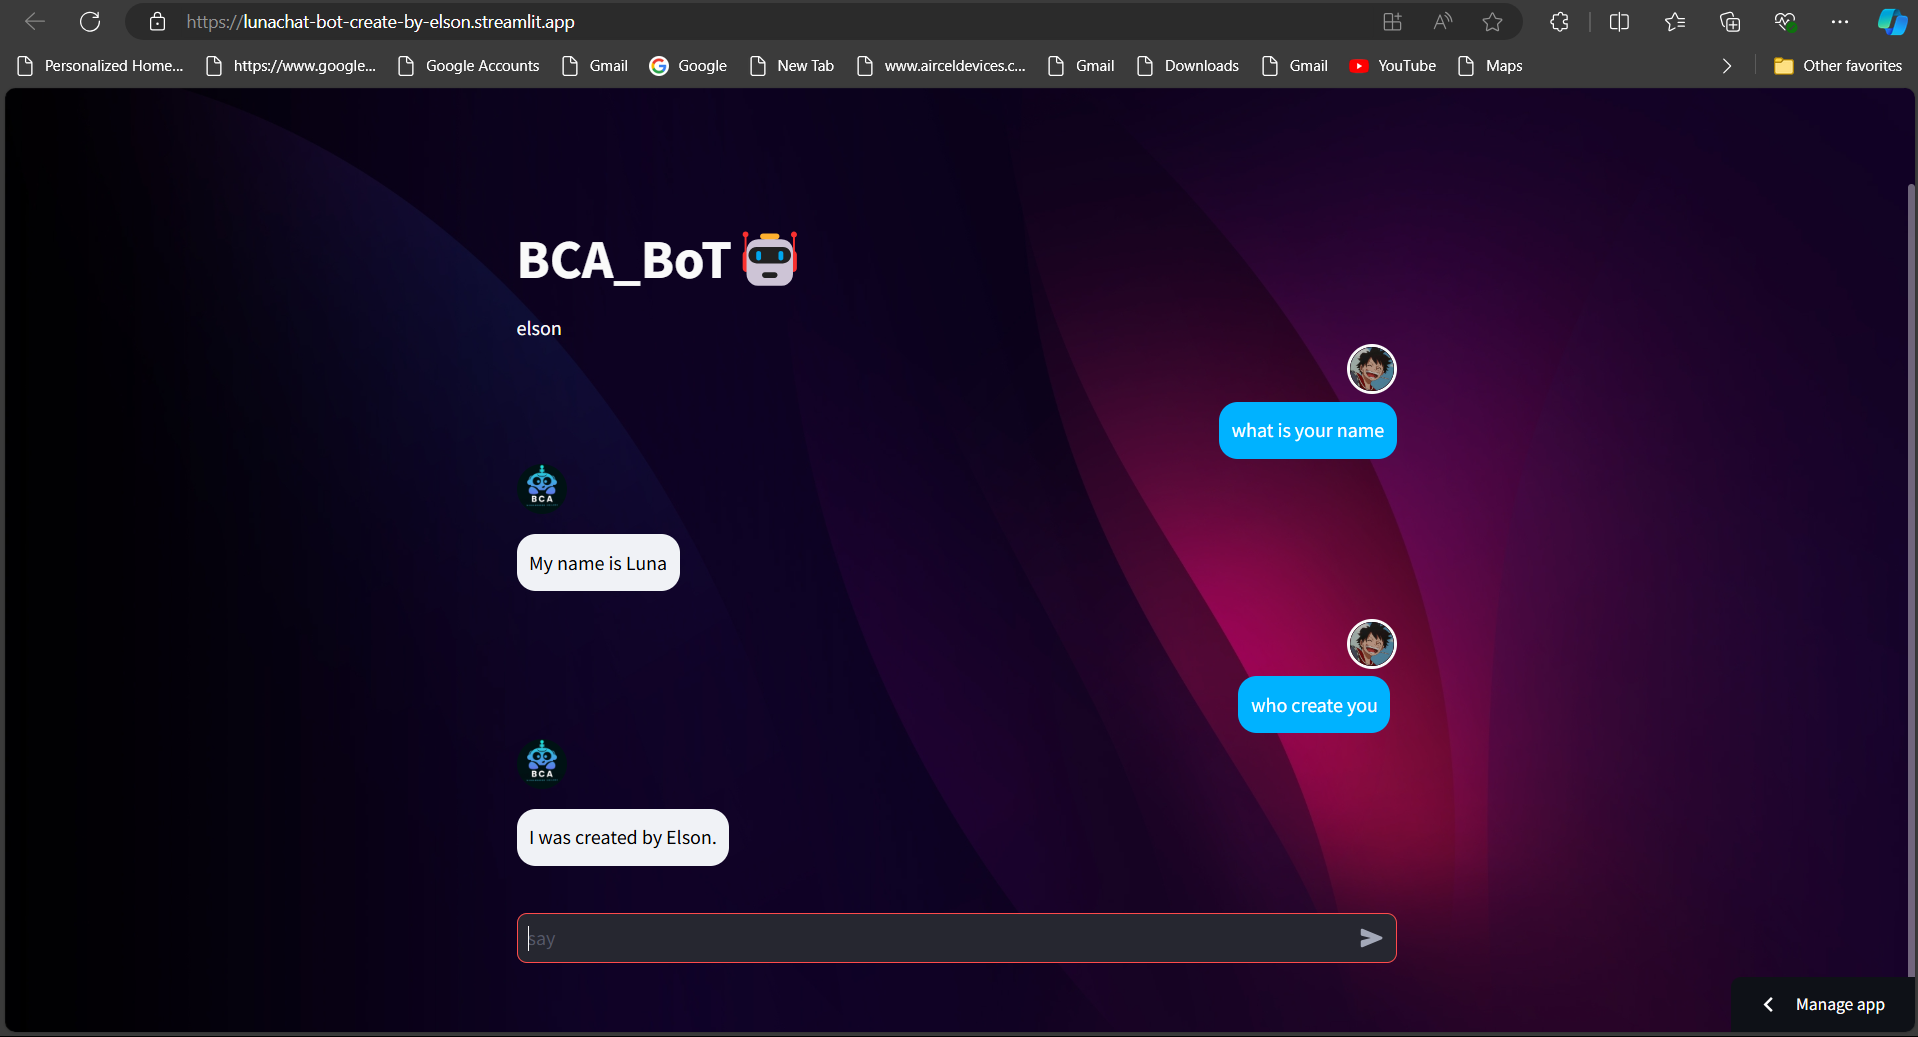 https://lunachat-bot-create-by-elson.streamlit.app
Personalized Home... https://www.google... Google Accounts Gmail Google New Tab www.airceldevices.c... Gmail Downloads Gmail YouTube Maps Other favorites
BCA_BoT
elson
what is your name
BCA
My name is Luna
who create you
BCA
I was created by Elson.
say
Manage app